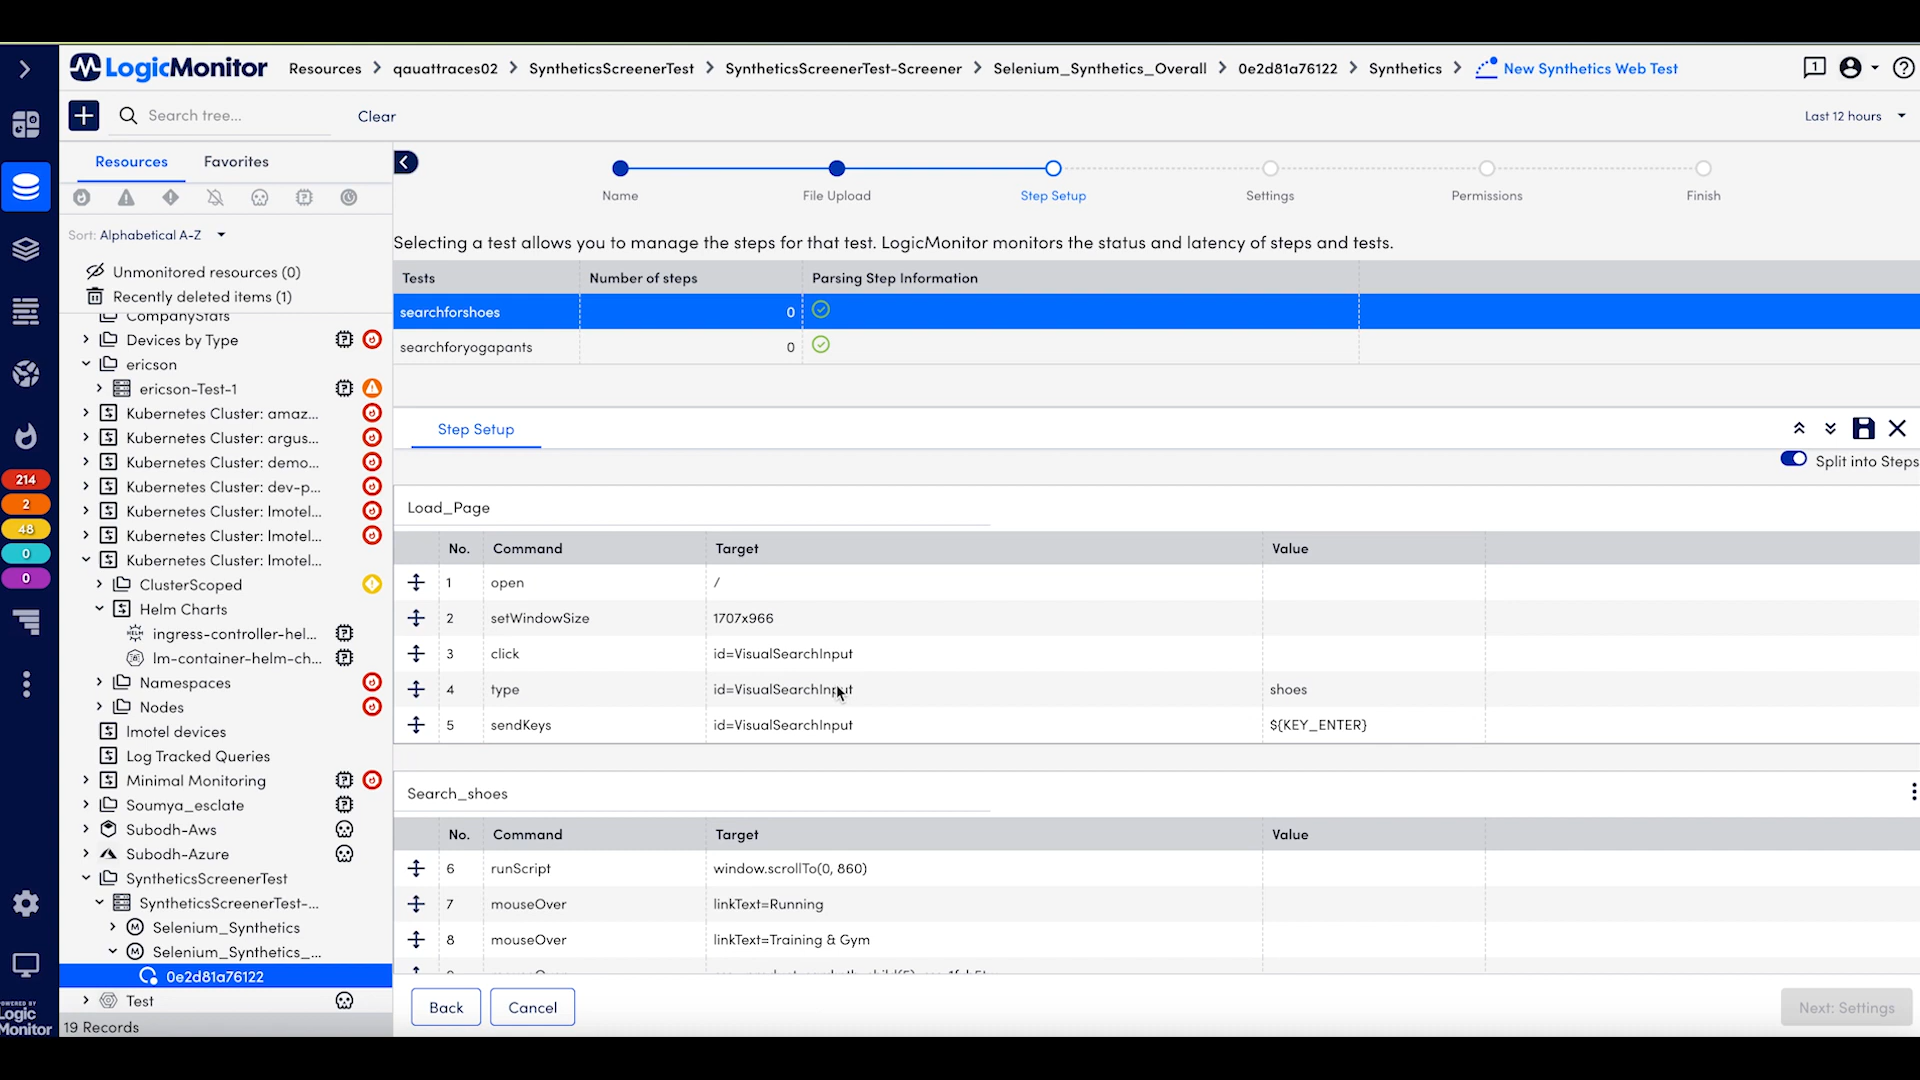 LogicMonitor
Resources > qauattraces02 > SyntheticsScreenerTest > SyntheticsScreenerTest-Screener > Selenium_Synthetics_Overall > 0e2d81a76122 > Synthetics > New Synthetics Web Test
1
Search tree...
Clear
Last 12 hours
Resources
Favorites
Name
File Upload
Step Setup
Settings
Permissions
Finish
Sort: Alphabetical A-Z
Unmonitored resources (0)
Recently deleted items (1)
CompanyStats
Devices by Type
ericson
ericson-Test-1
Kubernetes Cluster: amaz...
Kubernetes Cluster: argus...
Kubernetes Cluster: demo...
Kubernetes Cluster: dev-p...
Kubernetes Cluster: lmotel...
Kubernetes Cluster: lmotel...
Kubernetes Cluster: lmotel...
ClusterScoped
Helm Charts
ingress-controller-hel...
lm-container-helm-ch...
Namespaces
Nodes
lmotel devices
Log Tracked Queries
Minimal Monitoring
Soumya_esclate
Subodh-Aws
Subodh-Azure
SyntheticsScreenerTest
SyntheticsScreenerTest-...
Selenium_Synthetics
Selenium_Synthetics_...
0e2d81a76122
Test
19 Records
214
2
48
0
0
POWERED BY
Logic
Monitor
Selecting a test allows you to manage the steps for that test. LogicMonitor monitors the status and latency of steps and tests.
Tests Number of steps Parsing Step Information
searchforshoes 0
searchforyogapants 0
Step Setup
Split into Steps
Load_Page
No. Command Target Value
1 open /
2 setWindowSize 1707x966
3 click id=VisualSearchInput
4 type id=VisualSearchInput shoes
5 sendKeys id=VisualSearchInput ${KEY_ENTER}
Search_shoes
No. Command Target Value
6 runScript window.scrollTo(0, 860)
7 mouseOver linkText=Running
8 mouseOver linkText=Training & Gym
Back
Cancel
Next: Settings